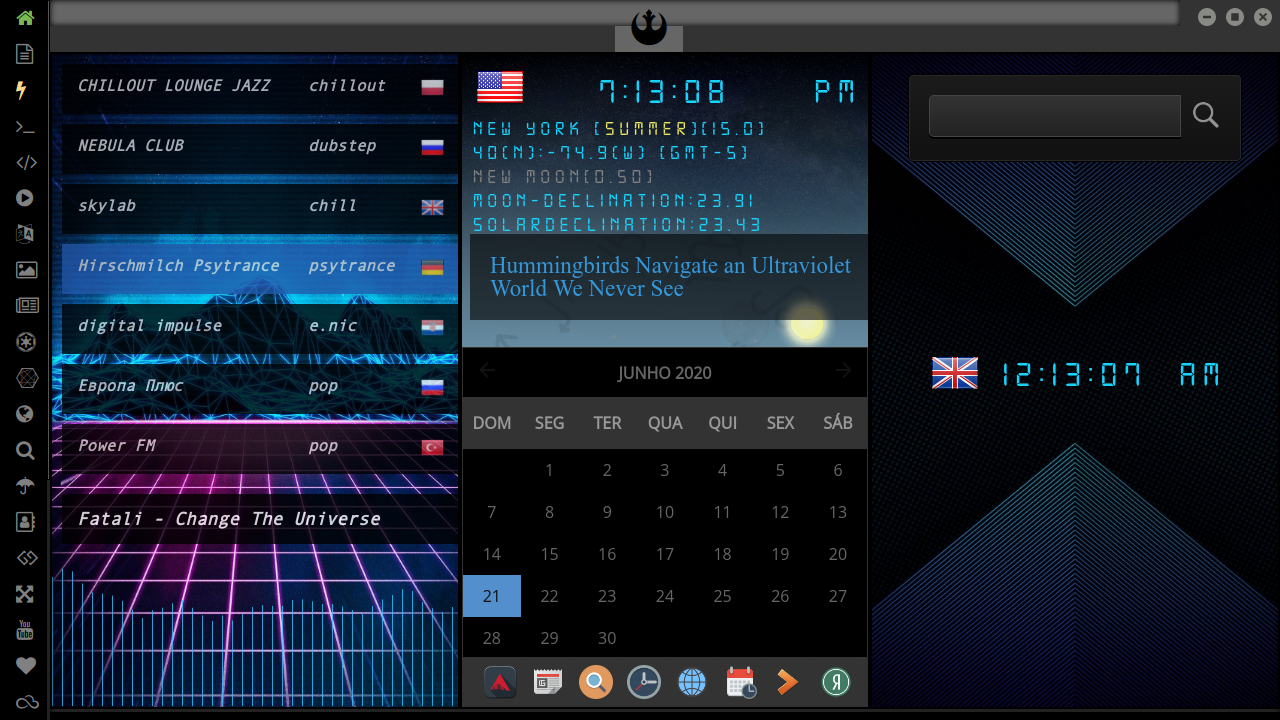 CHILLOUT LOUNGE JAZZ chillout
NEBULA CLUB dubstep
skylab chill
Hirschmilch Psytrance psytrance
digital impulse e.nic
Европа Плюс pop
Power FM pop
Fatali - Change The Universe
7:13:08 PM
NEW YORK (SUMMER)(15.0)
40(N):-74.9(W) (GMT-5)
NEW MOON(0.50)
MOON-DECLINATION:23.91
SOLARDECLINATION:23.43
Hummingbirds Navigate an Ultraviolet
World We Never See
JUNHO 2020
DOM SEG TER QUA QUI SEX SÁB
1 2 3 4 5 6
7 8 9 10 11 12 13
14 15 16 17 18 19 20
21 22 23 24 25 26 27
28 29 30
12:13:07 AM
You
Tube
Я